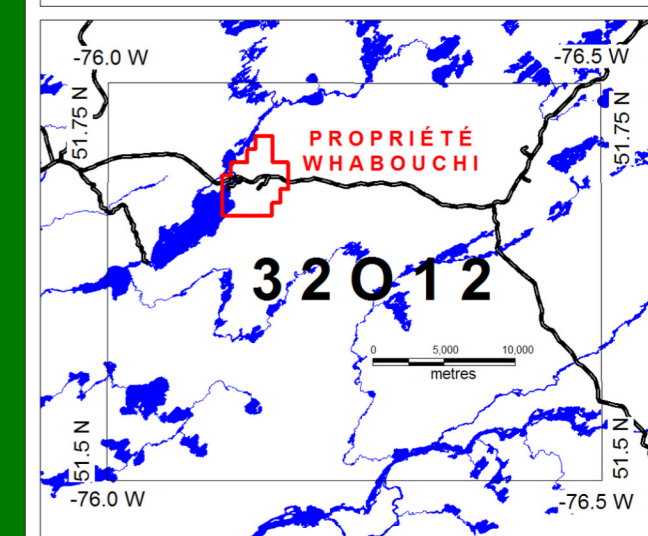 -76.0 W
-76.5 W
51.75 N
51.75 N
PROPRIÉTÉ
WHABOUCHI
32O12
0 5,000 10,000
metres
51.5 N
51.5 N
-76.0 W
-76.5 W